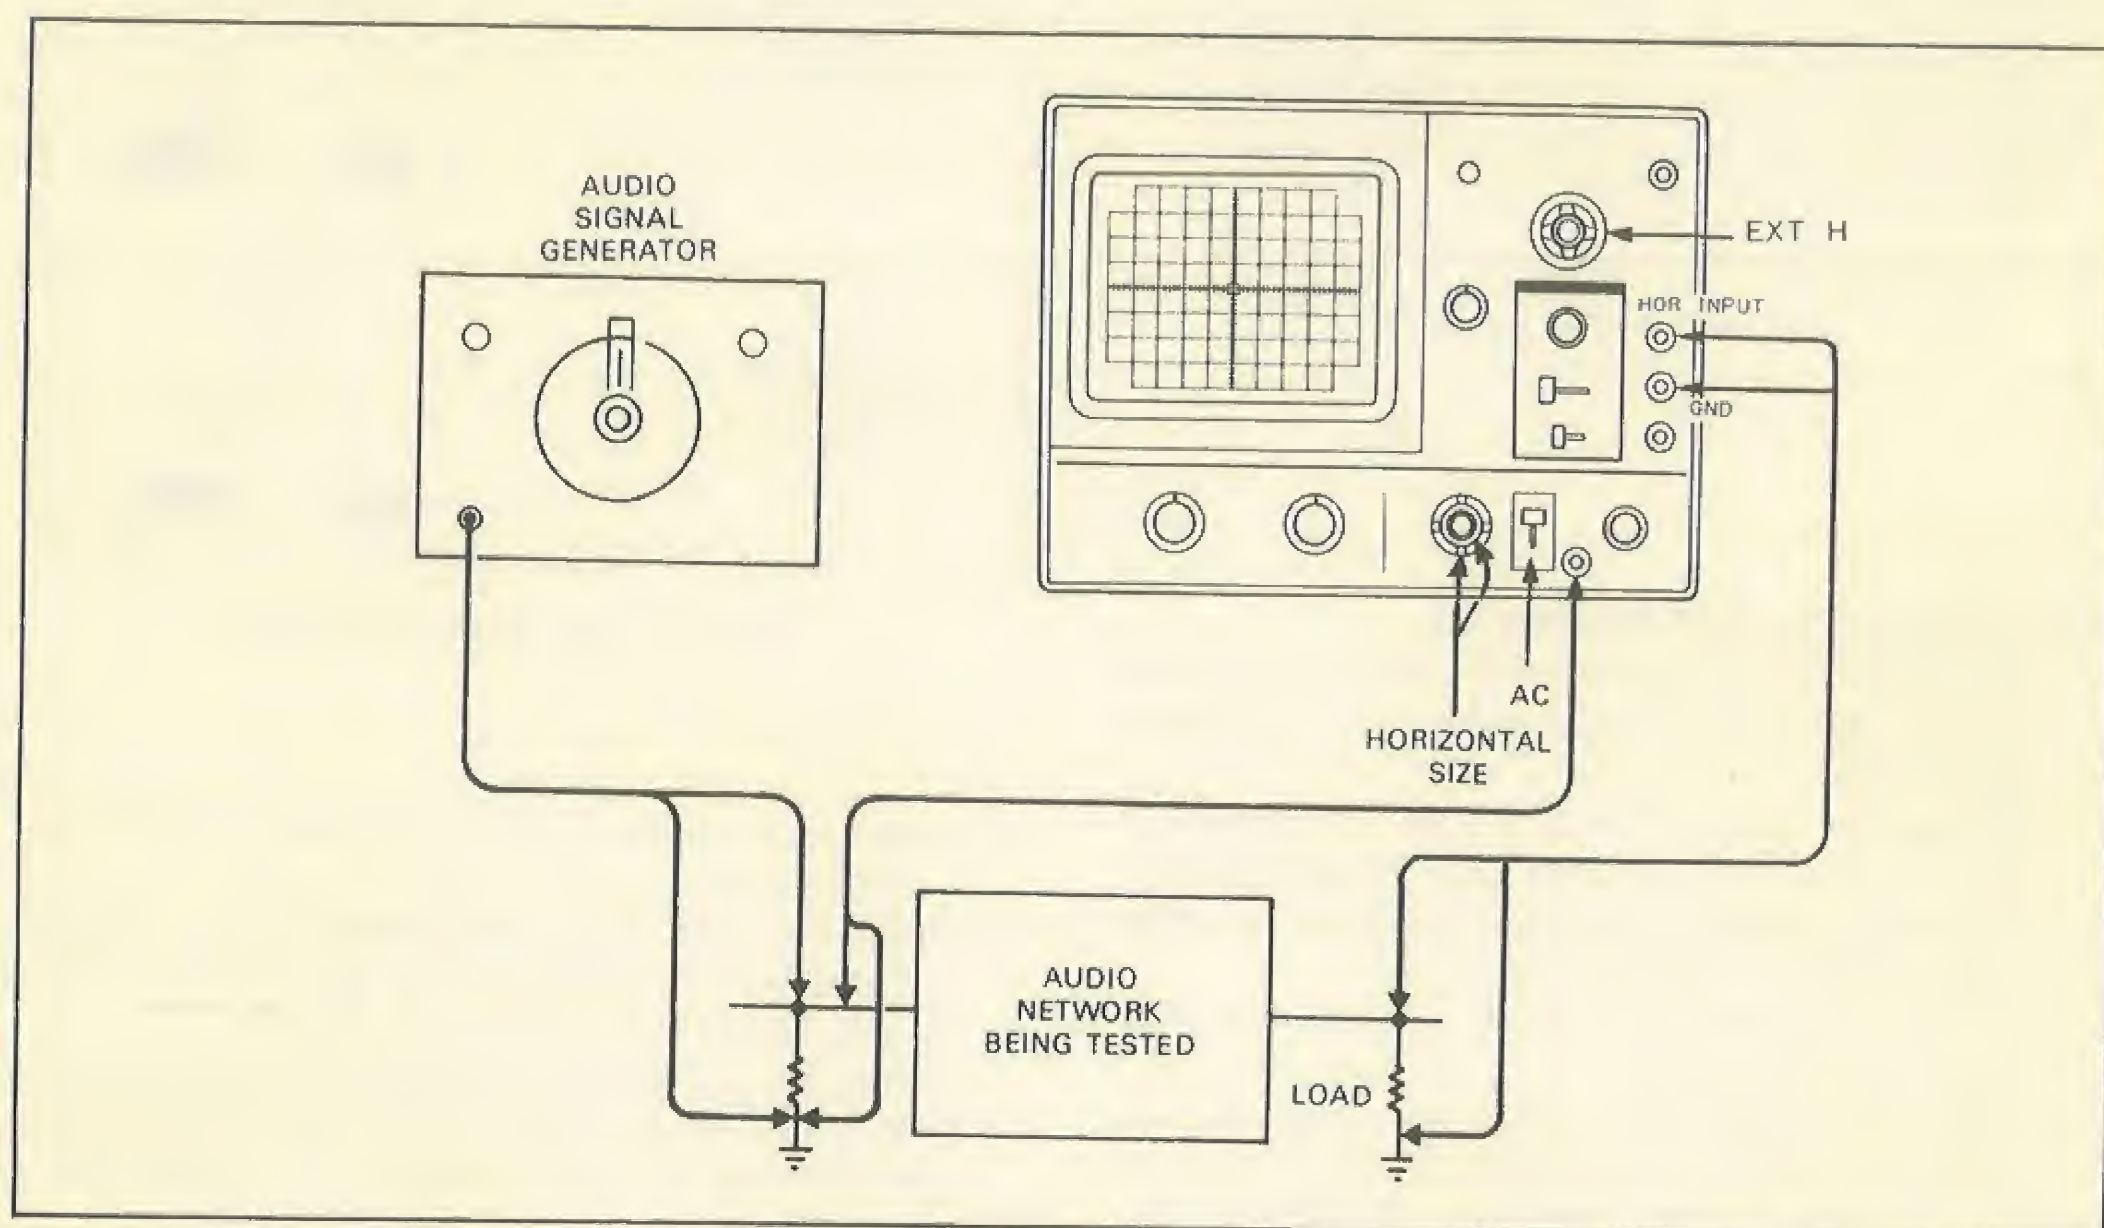 AUDIO
SIGNAL
GENERATOR
EXT H
HOR INPUT
GND
AC
HORIZONTAL
SIZE
AUDIO
NETWORK
BEING TESTED
LOAD